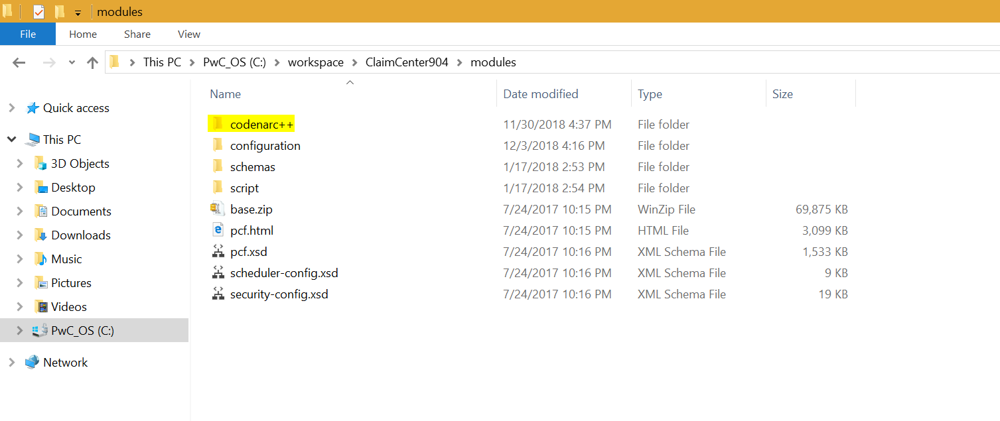 modules
File Home Share View
This PC PwC_OS (C:) workspace ClaimCenter904 modules
Name Date modified Type Size
Quick access
This PC
3D Objects
Desktop
Documents
Downloads
Music
Pictures
Videos
PwC_OS (C:)
Network
codenarc++ 11/30/2018 4:37 PM File folder
configuration 12/3/2018 4:16 PM File folder
schemas 1/17/2018 2:53 PM File folder
script 1/17/2018 2:54 PM File folder
base.zip 7/24/2017 10:15 PM WinZip File 69,875 KB
pcf.html 7/24/2017 10:15 PM HTML File 3,099 KB
pcf.xsd 7/24/2017 10:16 PM XML Schema File 1,533 KB
scheduler-config.xsd 7/24/2017 10:16 PM XML Schema File 9 KB
security-config.xsd 7/24/2017 10:16 PM XML Schema File 19 KB